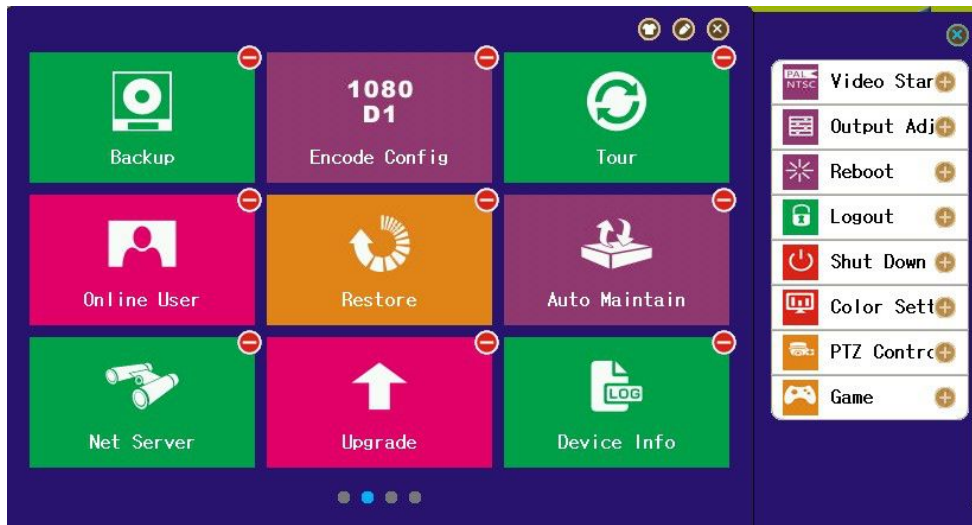 1080
D1
Backup
Encode Config
Tour
Online User
Restore
Auto Maintain
LOG
Net Server
Upgrade
Device Info
PAL
NTSC
Video Stan
Output Adj
Reboot
Logout
Shut Down
Color Sett
PTZ Contro
Game